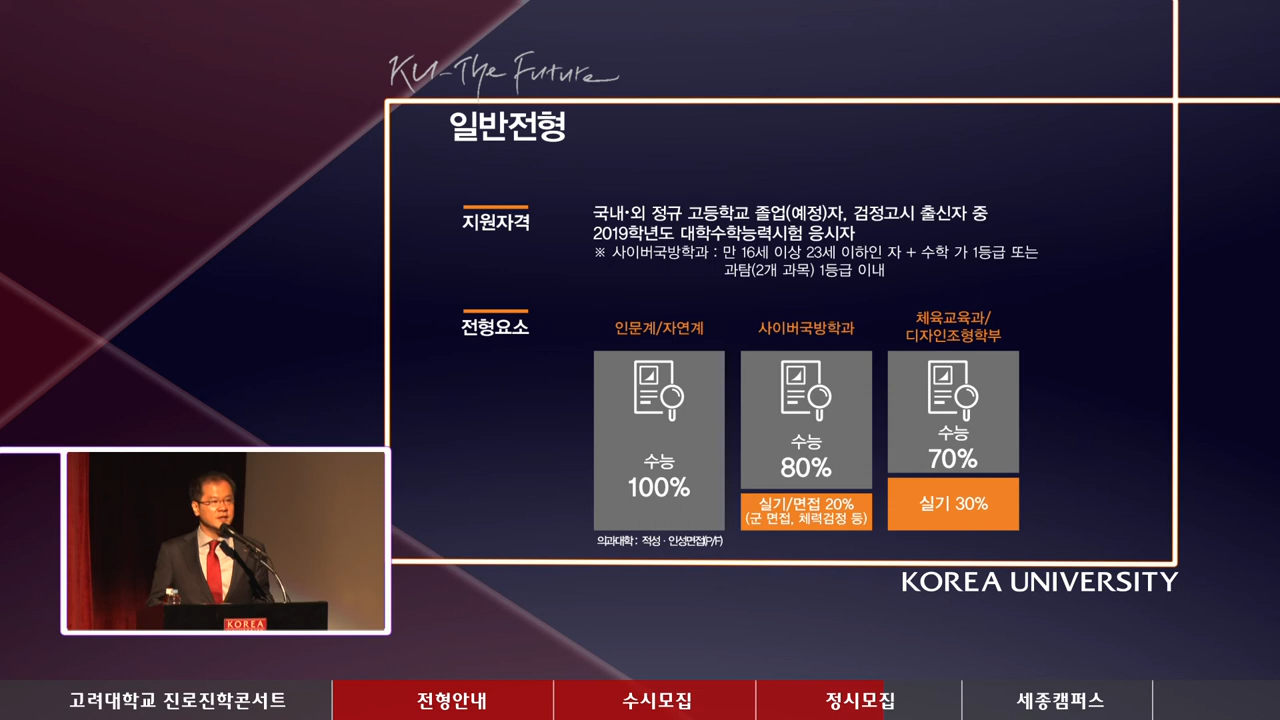 KU-The Future
일반전형
지원자격
국내·외 정규 고등학교 졸업(예정)자, 검정고시 출신자 중
2019학년도 대학수학능력시험 응시자
※ 사이버국방학과 : 만 16세 이상 23세 이하인 자 + 수학 가 1등급 또는
과탐(2개 과목) 1등급 이내
전형요소
인문계/자연계
수능
100%
의과대학 : 적성 · 인성면접(P/F)
사이버국방학과
수능
80%
실기/면접 20%
(군 면접, 체력검정 등)
체육교육과/
디자인조형학부
수능
70%
실기 30%
KOREA UNIVERSITY
KOREA
고려대학교 진로진학콘서트
전형안내
수시모집
정시모집
세종캠퍼스